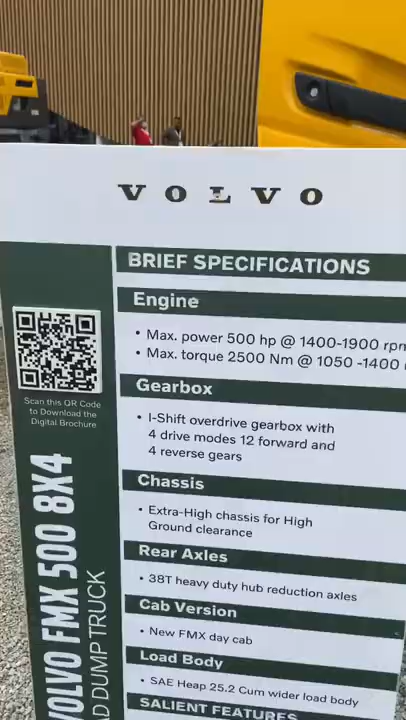 VOLVO
BRIEF SPECIFICATIONS
Engine
• Max. power 500 hp @ 1400-1900 rpm
• Max. torque 2500 Nm @ 1050 -1400
Gearbox
• I-Shift overdrive gearbox with
4 drive modes 12 forward and
4 reverse gears
Chassis
• Extra-High chassis for High
Ground clearance
Rear Axles
• 38T heavy duty hub reduction axles
Cab Version
• New FMX day cab
Load Body
• SAE Heap 25.2 Cum wider load body
SALIENT FEATURES
Scan this QR Code
to Download the
Digital Brochure
VOLVO FMX 500 8X4
DUMP TRUCK